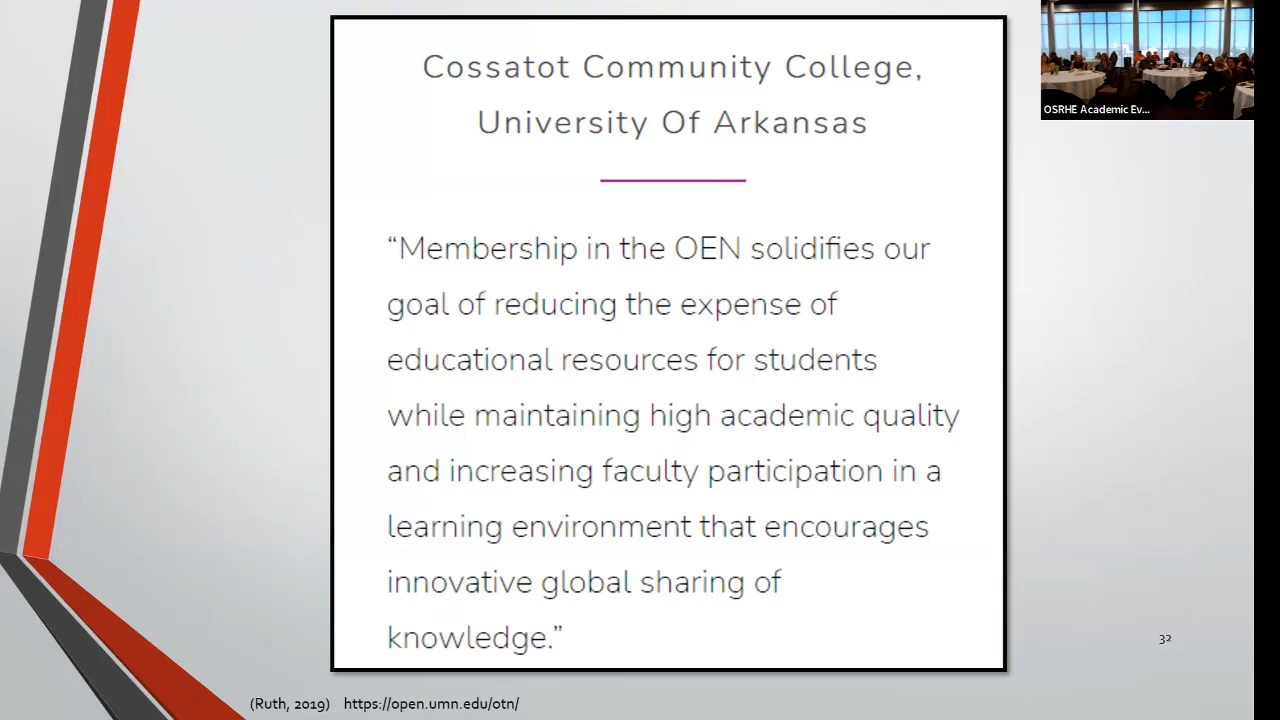 Cossatot Community College,
University Of Arkansas
“Membership in the OEN solidifies our
goal of reducing the expense of
educational resources for students
while maintaining high academic quality
and increasing faculty participation in a
learning environment that encourages
innovative global sharing of
knowledge.”
OSRHE Academic Ev...
32
(Ruth, 2019) https://open.umn.edu/otn/